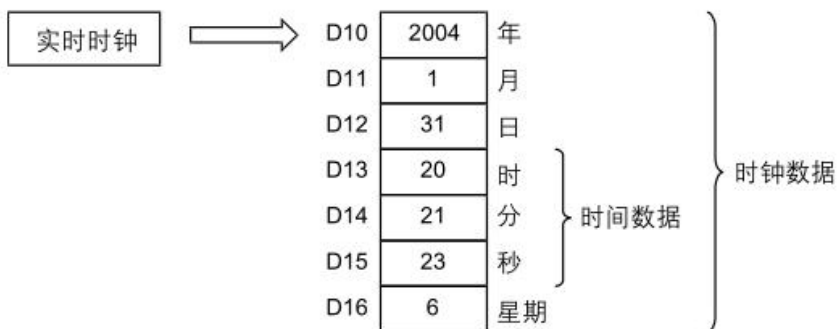 实时时钟 D10 2004 年
D11 1 月
D12 31 日
D13 20 时
D14 21 分
D15 23 秒
D16 6 星期
时间数据
时钟数据